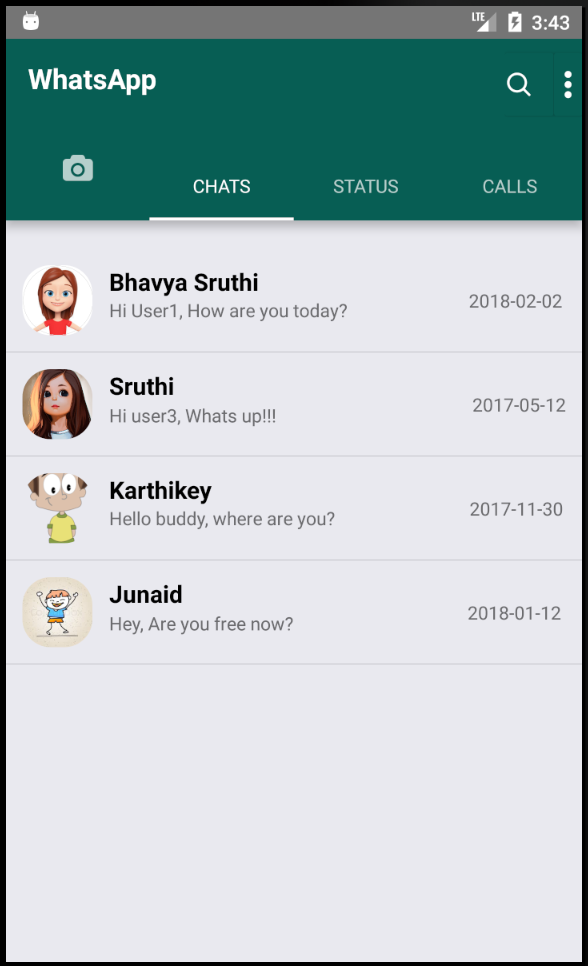 LTE 3:43
WhatsApp
CHATS STATUS CALLS
Bhavya Sruthi
Hi User1, How are you today? 2018-02-02
Sruthi
Hi user3, Whats up!!! 2017-05-12
Karthikey
Hello buddy, where are you? 2017-11-30
Junaid
Hey, Are you free now? 2018-01-12